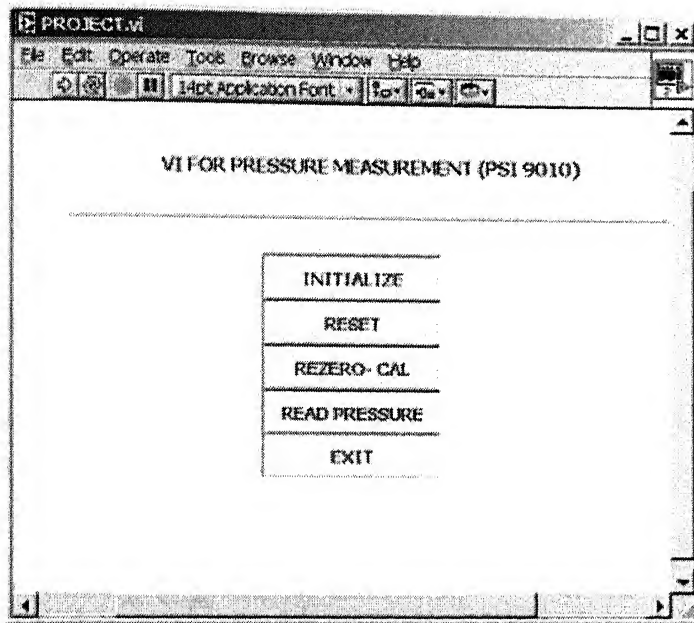 PROJECT.vi
File Edit Operate Tools Browse Window Help
14pt Application Font
VI FOR PRESSURE MEASUREMENT (PSI 9010)
INITIALIZE
RESET
REZERO- CAL
READ PRESSURE
EXIT